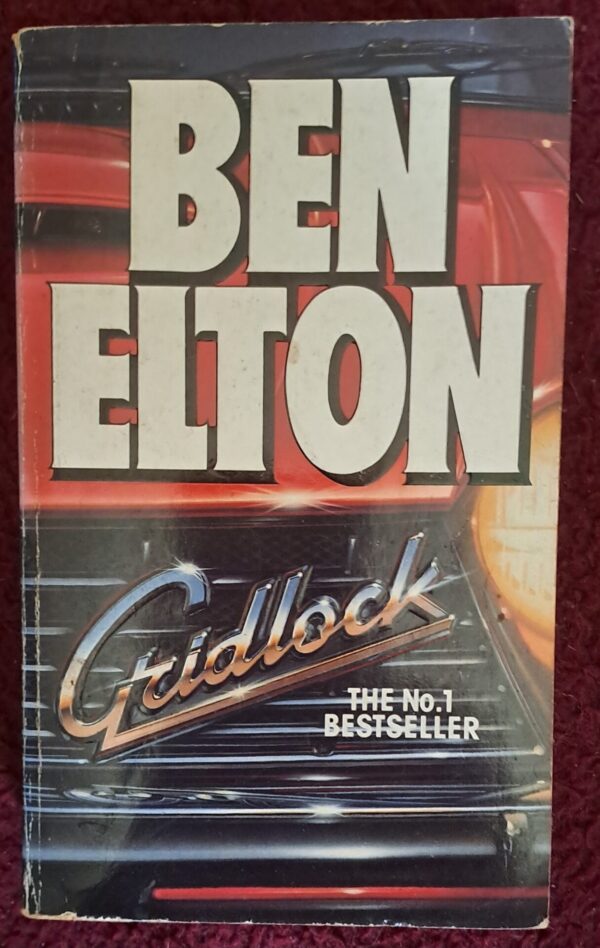 BEN
ELTON
Gridlock
THE No.1
BESTSELLER